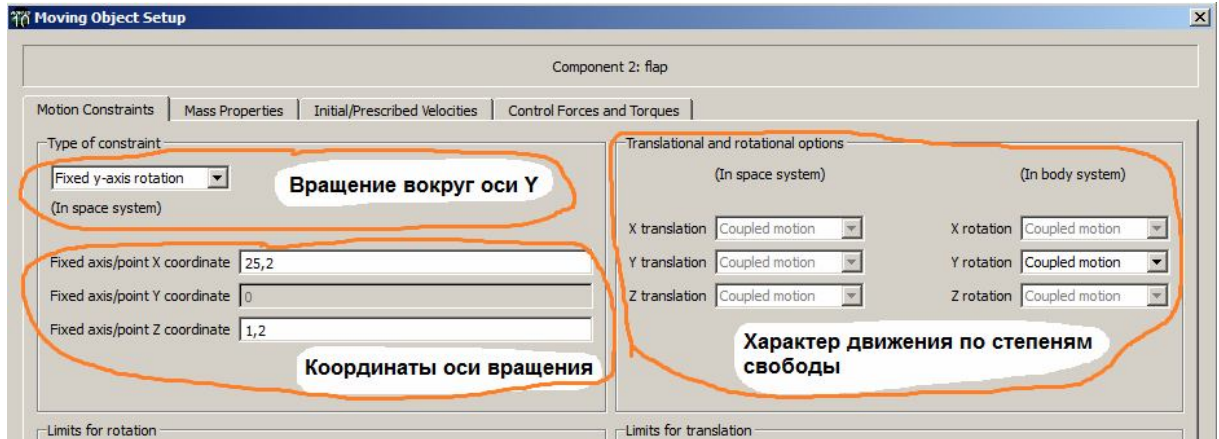 Moving Object Setup
Component 2: flap
Motion Constraints
Mass Properties
Initial/Prescribed Velocities
Control Forces and Torques
Type of constraint
Fixed y-axis rotation
Вращение вокруг оси Y
(In space system)
Fixed axis/point X coordinate 25,2
Fixed axis/point Y coordinate 0
Fixed axis/point Z coordinate 1,2
Координаты оси вращения
Translational and rotational options
(In space system) (In body system)
X translation Coupled motion X rotation Coupled motion
Y translation Coupled motion Y rotation Coupled motion
Z translation Coupled motion Z rotation Coupled motion
Характер движения по степеням
свободы
Limits for rotation
Limits for translation